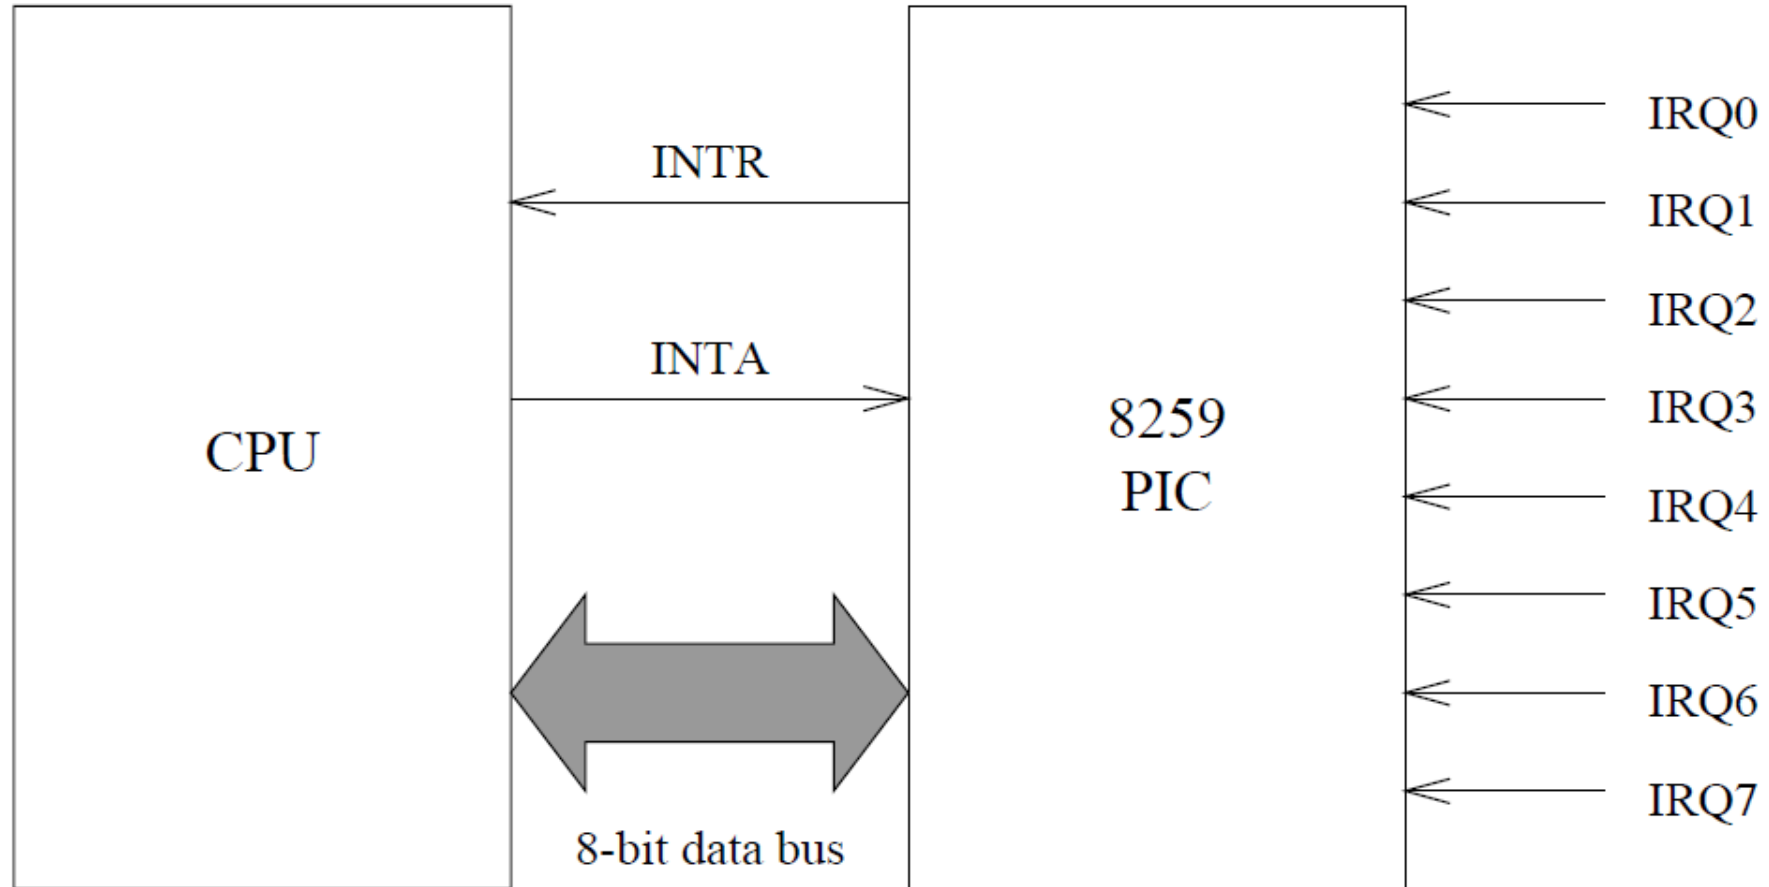 INTR
INTA
CPU
8-bit data bus
8259
PIC
IRQ0
IRQ1
IRQ2
IRQ3
IRQ4
IRQ5
IRQ6
IRQ7